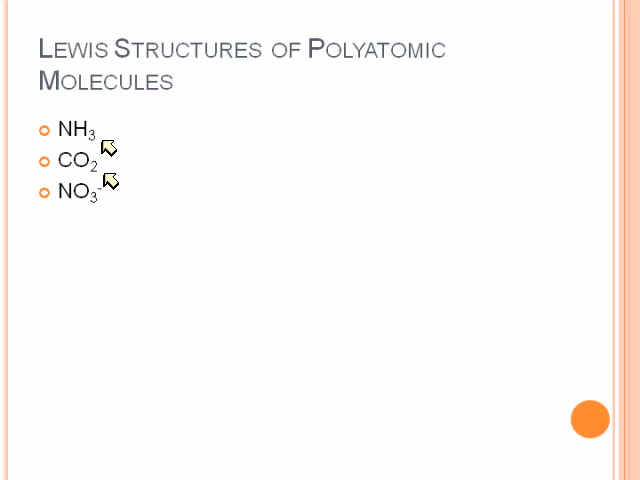 Lewis Structures of Polyatomic
Molecules
NH₃
CO₂
NO₃⁻